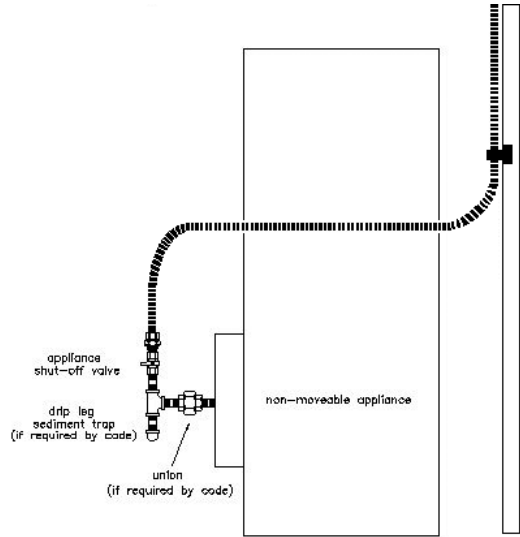 appliance
shut-off valve
drip leg
sediment trap
(if required by code)
non-moveable appliance
union
(if required by code)